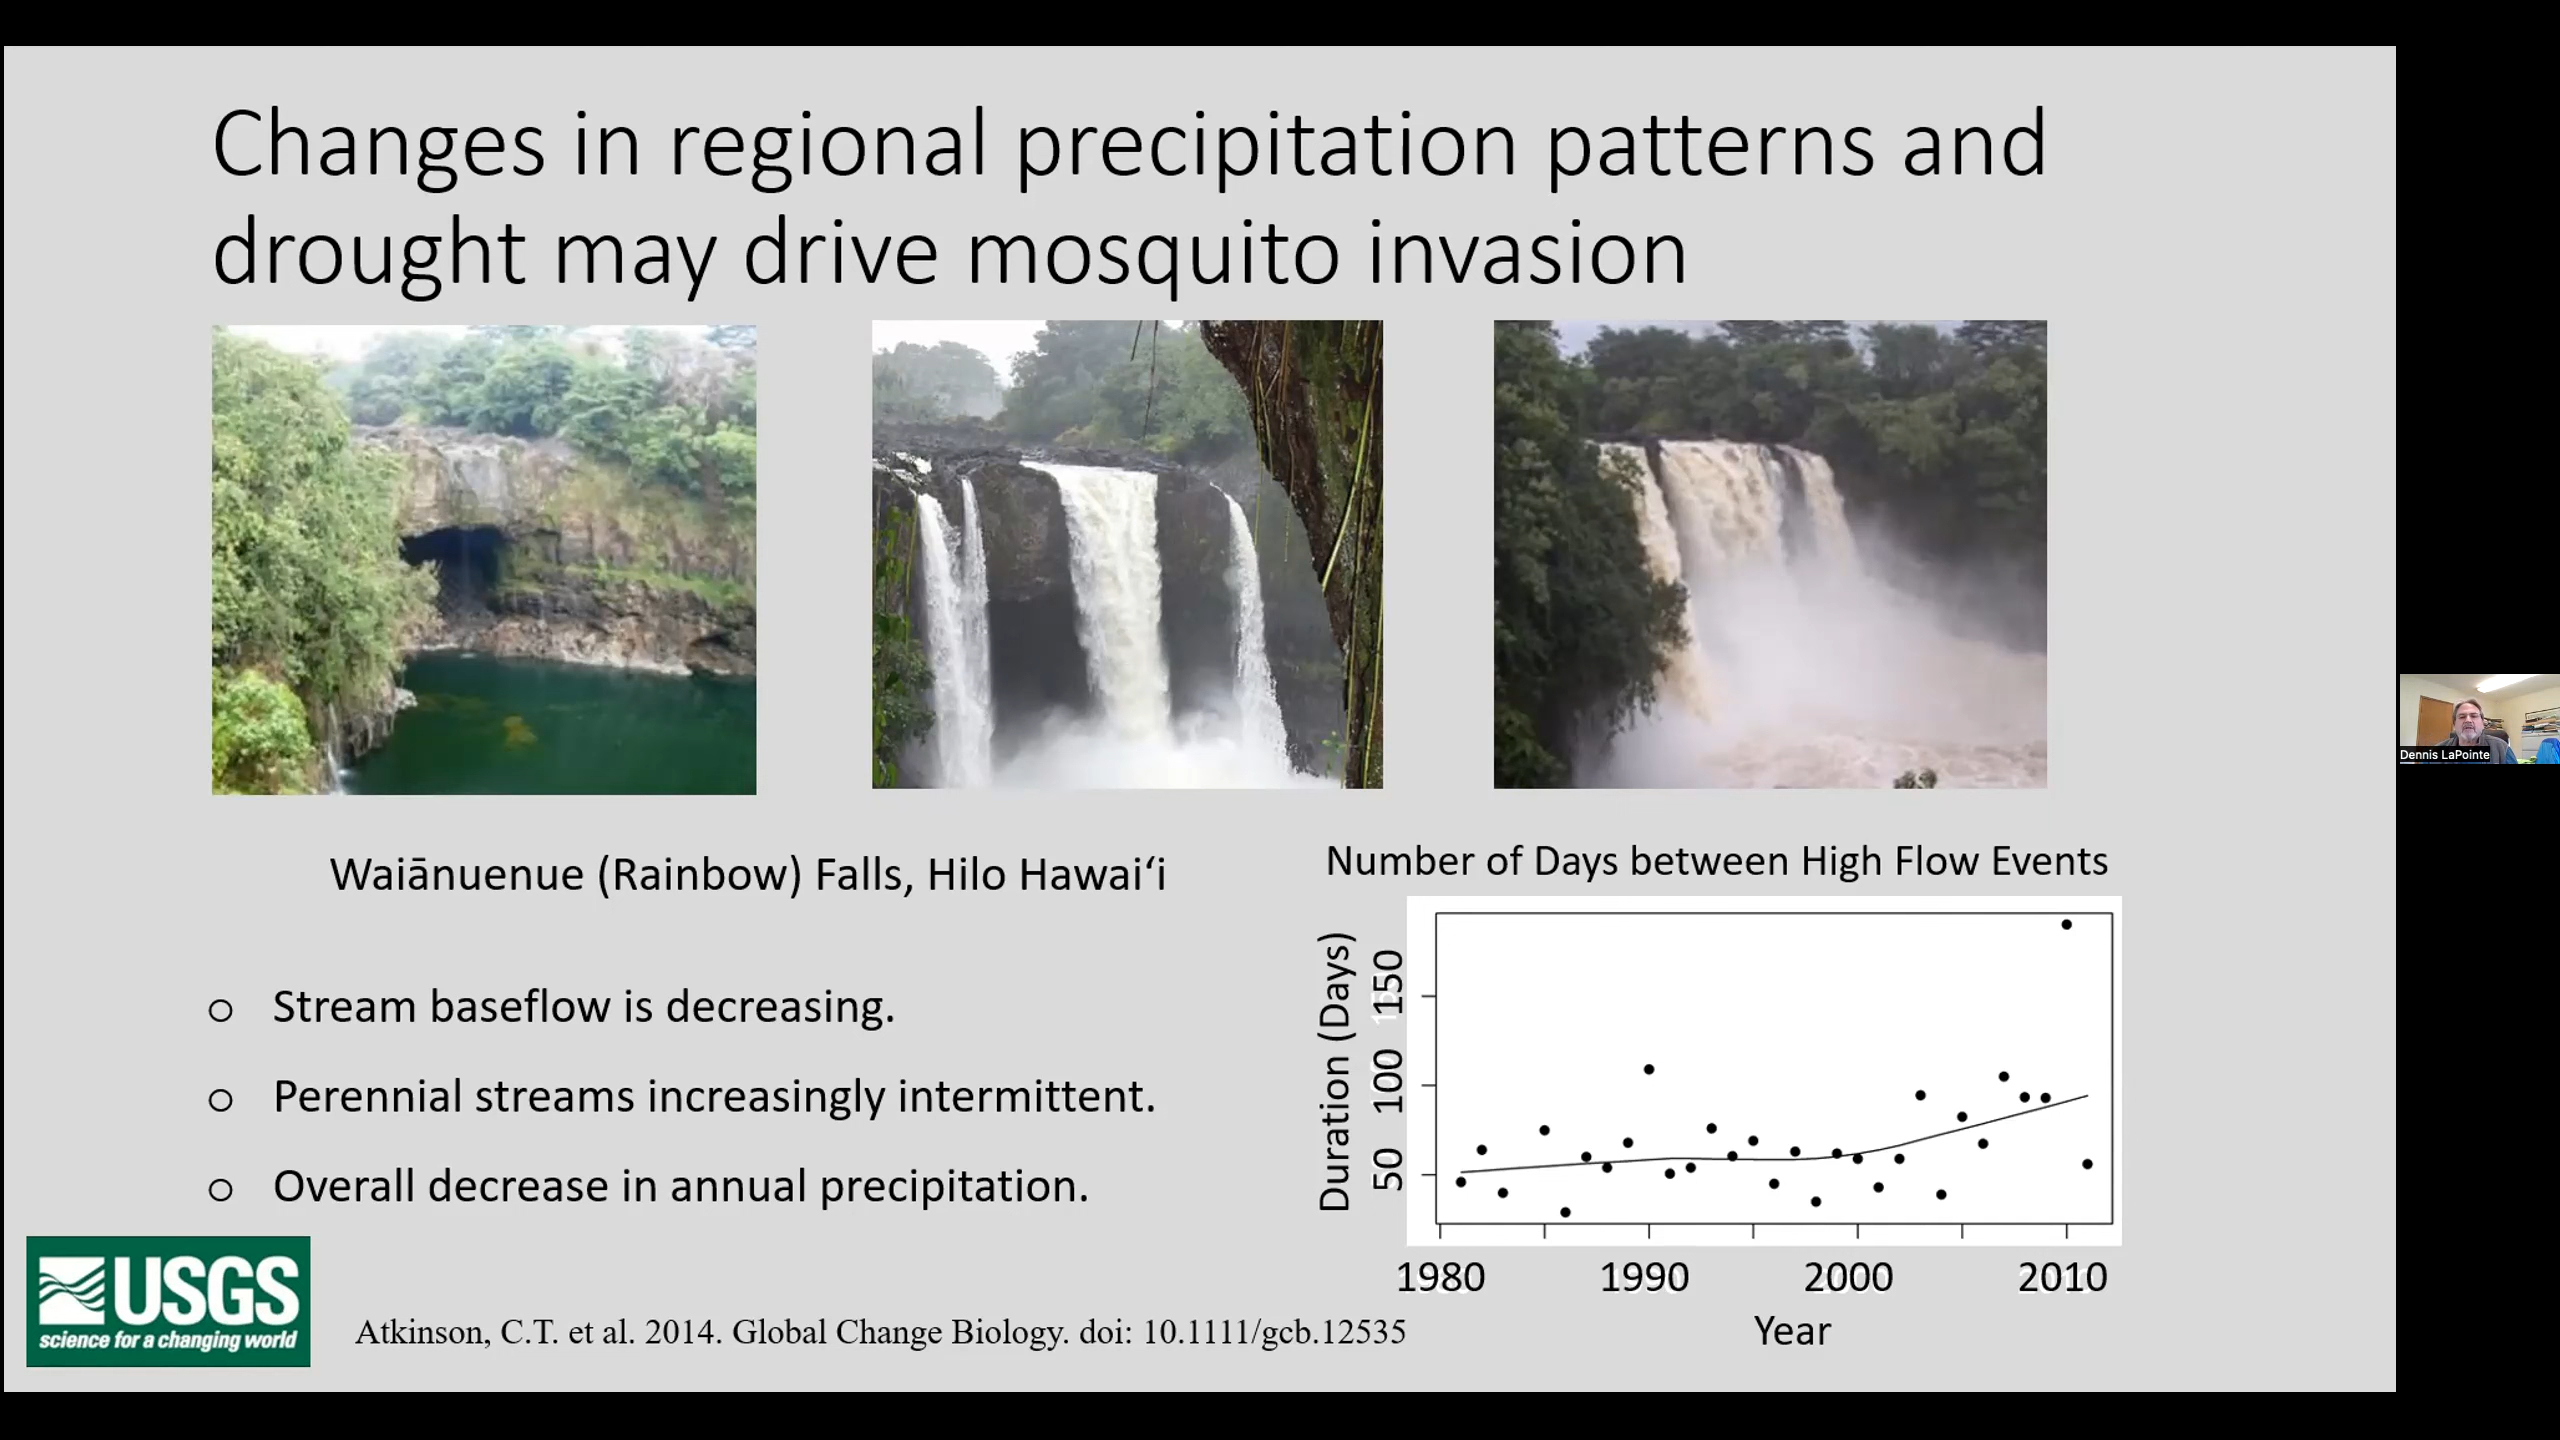 Changes in regional precipitation patterns and
drought may drive mosquito invasion
Dennis LaPointe
Waiānuenue (Rainbow) Falls, Hilo Hawaiʻi
Number of Days between High Flow Events
o Stream baseflow is decreasing.
o Perennial streams increasingly intermittent.
o Overall decrease in annual precipitation.
Duration (Days)
150
100
50
1980 1990 2000 2010
Year
USGS
science for a changing world
Atkinson, C.T. et al. 2014. Global Change Biology. doi: 10.1111/gcb.12535